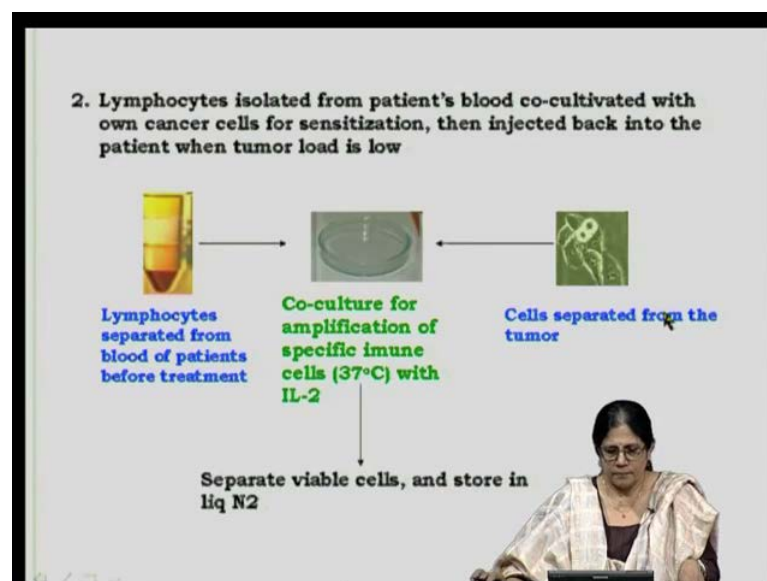 2. Lymphocytes isolated from patient's blood co-cultivated with
own cancer cells for sensitization, then injected back into the
patient when tumor load is low
Lymphocytes
separated from
blood of patients
before treatment
Co-culture for
amplification of
specific imune
cells (37°C) with
IL-2
Cells separated from the
tumor
Separate viable cells, and store in
liq N2